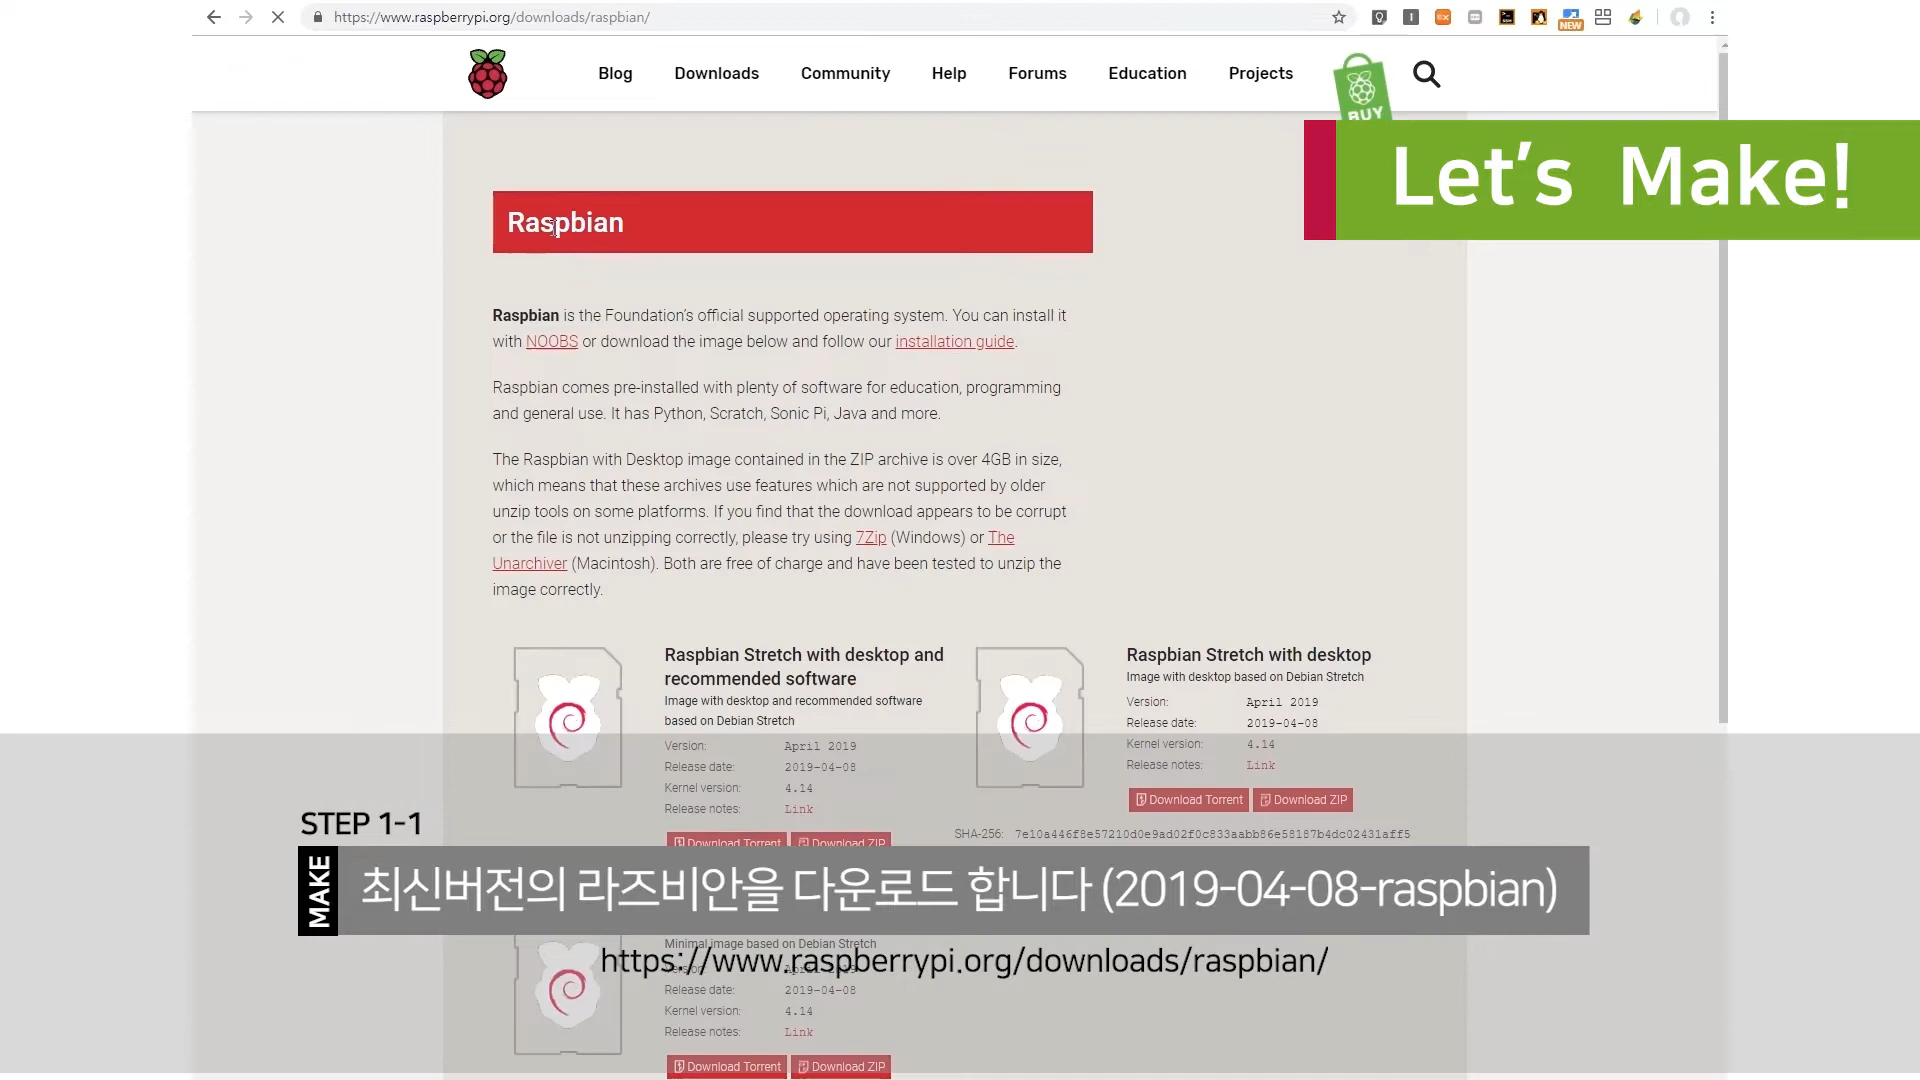 https://www.raspberrypi.org/downloads/raspbian/
NEW
Blog
Downloads
Community
Help
Forums
Education
Projects
BUY
Let's Make!
Raspbian
Raspbian is the Foundation's official supported operating system. You can install it
with NOOBS or download the image below and follow our installation guide.
Raspbian comes pre-installed with plenty of software for education, programming
and general use. It has Python, Scratch, Sonic Pi, Java and more.
The Raspbian with Desktop image contained in the ZIP archive is over 4GB in size,
which means that these archives use features which are not supported by older
unzip tools on some platforms. If you find that the download appears to be corrupt
or the file is not unzipping correctly, please try using 7Zip (Windows) or The
Unarchiver (Macintosh). Both are free of charge and have been tested to unzip the
image correctly.
Raspbian Stretch with desktop and
recommended software
Image with desktop and recommended software
based on Debian Stretch
Version: April 2019
Release date: 2019-04-08
Kernel version: 4.14
Release notes: Link
Download Torrent
Download ZIP
Raspbian Stretch with desktop
Image with desktop based on Debian Stretch
Version: April 2019
Release date: 2019-04-08
Kernel version: 4.14
Release notes: Link
Download Torrent
Download ZIP
SHA-256: 7e10a446f8e57210d0e9ad02f0c833aabb86e58187b4dc02431aff5
STEP 1-1
MAKE
최신버전의 라즈비안을 다운로드 합니다 (2019-04-08-raspbian)
https://www.raspberrypi.org/downloads/raspbian/
Minimal image based on Debian Stretch
Version: April 2019
Release date: 2019-04-08
Kernel version: 4.14
Release notes: Link
Download Torrent
Download ZIP